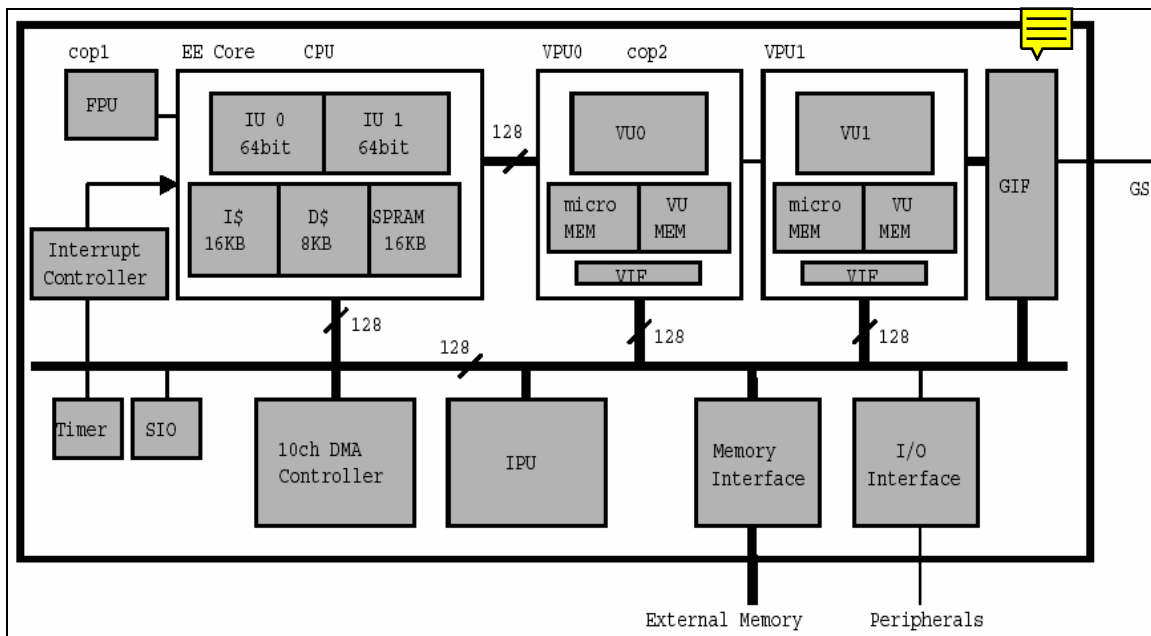 cop1
EE Core CPU
VPU0 cop2
VPU1
FPU
IU 0
64bit
IU 1
64bit
128
VU0
VU1
GIF
GS
I$
16KB
D$
8KB
SPRAM
16KB
micro
MEM
VU
MEM
micro
MEM
VU
MEM
Interrupt
Controller
VIF
VIF
128
128
128
128
Timer
SIO
10ch DMA
Controller
IPU
Memory
Interface
I/O
Interface
External Memory
Peripherals